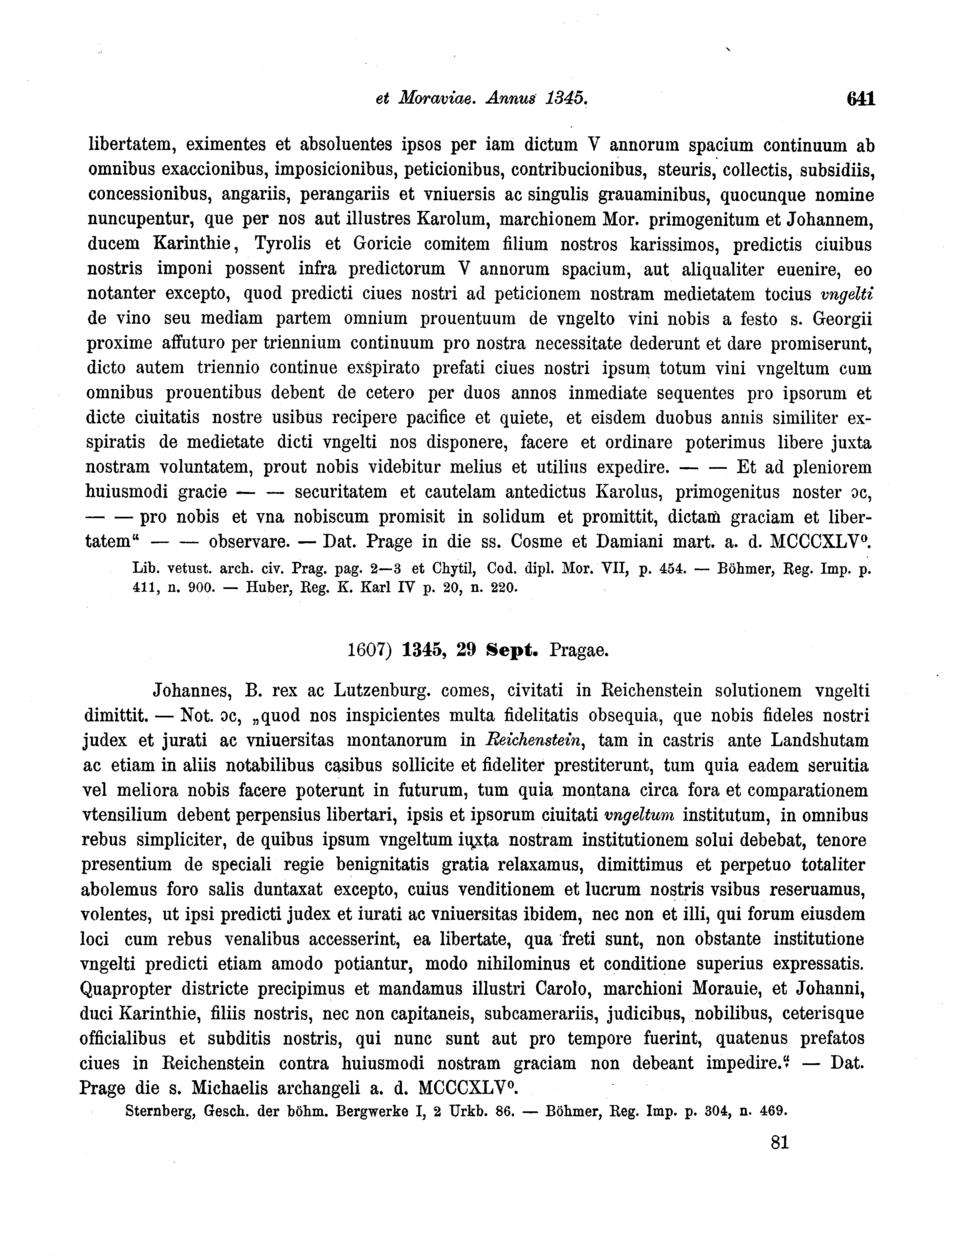 et Moraviae. Annus 1345. 641
libertatem, eximentes et absoluentes ipsos per iam dictum V annorum spacium continuum ab
omnibus exaccionibus, imposicionibus, peticionibus, contribucionibus, steuris, collectis, subsidiis,
concessionibus, angariis, perangariis et vniuersis ac singulis grauaminibus, quocunque nomine
nuncupentur, que per nos aut illustres Karolum, marchionem Mor. primogenitum et Johannem,
ducem Karinthie, Tyrolis et Goricie comitem filium nostros karissimos, predictis ciuibus
nostris imponi possent infra predictorum V annorum spacium, aut aliqualiter euenire, eo
notanter excepto, quod predicti ciues nostri ad peticionem nostram medietatem tocius vngelti
de vino seu mediam partem omnium prouentuum de vngelto vini nobis a festo s. Georgii
proxime affuturo per triennium continuum pro nostra necessitate dederunt et dare promiserunt,
dicto autem triennio continue exspirato prefati ciues nostri ipsum totum vini vngeltum cum
omnibus prouentibus debent de cetero per duos annos inmediate sequentes pro ipsorum et
dicte ciuitatis nostre usibus recipere pacifice et quiete, et eisdem duobus annis similiter ex-
spiratis de medietate dicti vngelti nos disponere, facere et ordinare poterimus libere juxta
nostram voluntatem, prout nobis videbitur melius et utilius expedire. — — Et ad pleniorem
huiusmodi gracie — — securitatem et cautelam antedictus Karolus, primogenitus noster ɔc,
— — pro nobis et vna nobiscum promisit in solidum et promittit, dictam graciam et liber-
tatem“ — — observare. — Dat. Prage in die ss. Cosme et Damiani mart. a. d. MCCCXLV⁰.
Lib. vetust. arch. civ. Prag. pag. 2—3 et Chytil, Cod. dipl. Mor. VII, p. 454. — Böhmer, Reg. Imp. p.
411, n. 900. — Huber, Reg. K. Karl IV p. 20, n. 220.
1607) 1345, 29 Sept. Pragae.
Johannes, B. rex ac Lutzenburg. comes, civitati in Reichenstein solutionem vngelti
dimittit. — Not. ɔc, „quod nos inspicientes multa fidelitatis obsequia, que nobis fideles nostri
judex et jurati ac vniuersitas montanorum in Reichenstein, tam in castris ante Landshutam
ac etiam in aliis notabilibus casibus sollicite et fideliter prestiterunt, tum quia eadem seruitia
vel meliora nobis facere poterunt in futurum, tum quia montana circa fora et comparationem
vtensilium debent perpensius libertari, ipsis et ipsorum ciuitati vngeltum institutum, in omnibus
rebus simpliciter, de quibus ipsum vngeltum iuxta nostram institutionem solui debebat, tenore
presentium de speciali regie benignitatis gratia relaxamus, dimittimus et perpetuo totaliter
abolemus foro salis duntaxat excepto, cuius venditionem et lucrum nostris vsibus reseruamus,
volentes, ut ipsi predicti judex et iurati ac vniuersitas ibidem, nec non et illi, qui forum eiusdem
loci cum rebus venalibus accesserint, ea libertate, qua freti sunt, non obstante institutione
vngelti predicti etiam amodo potiantur, modo nihilominus et conditione superius expressatis.
Quapropter districte precipimus et mandamus illustri Carolo, marchioni Morauie, et Johanni,
duci Karinthie, filiis nostris, nec non capitaneis, subcamerariis, judicibus, nobilibus, ceterisque
officialibus et subditis nostris, qui nunc sunt aut pro tempore fuerint, quatenus prefatos
ciues in Reichenstein contra huiusmodi nostram graciam non debeant impedire.“ — Dat.
Prage die s. Michaelis archangeli a. d. MCCCXLV⁰.
Sternberg, Gesch. der böhm. Bergwerke I, 2 Urkb. 86. — Böhmer, Reg. Imp. p. 304, n. 469.
81